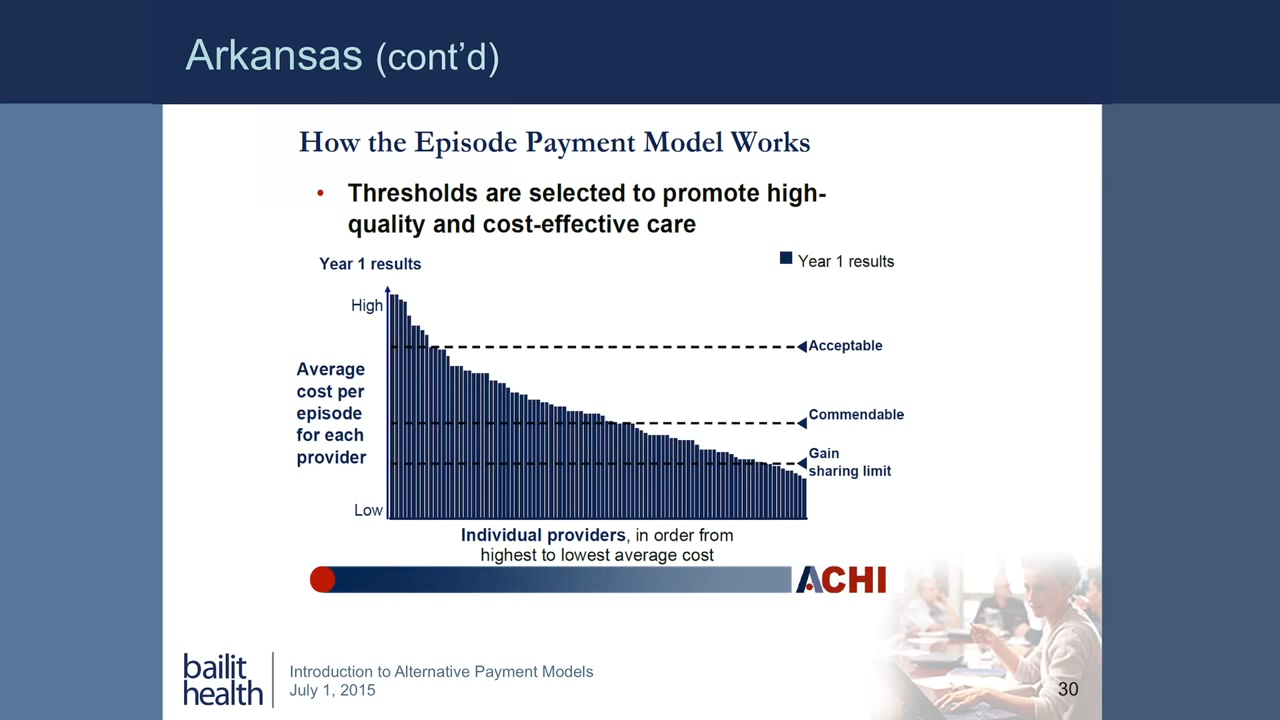 Arkansas (cont’d)
How the Episode Payment Model Works
• Thresholds are selected to promote high-
quality and cost-effective care
Year 1 results
Year 1 results
High
Acceptable
Average
cost per
episode
for each
provider
Commendable
Gain
sharing limit
Low
Individual providers, in order from
highest to lowest average cost
ACHI
bailit
health
Introduction to Alternative Payment Models
July 1, 2015
30